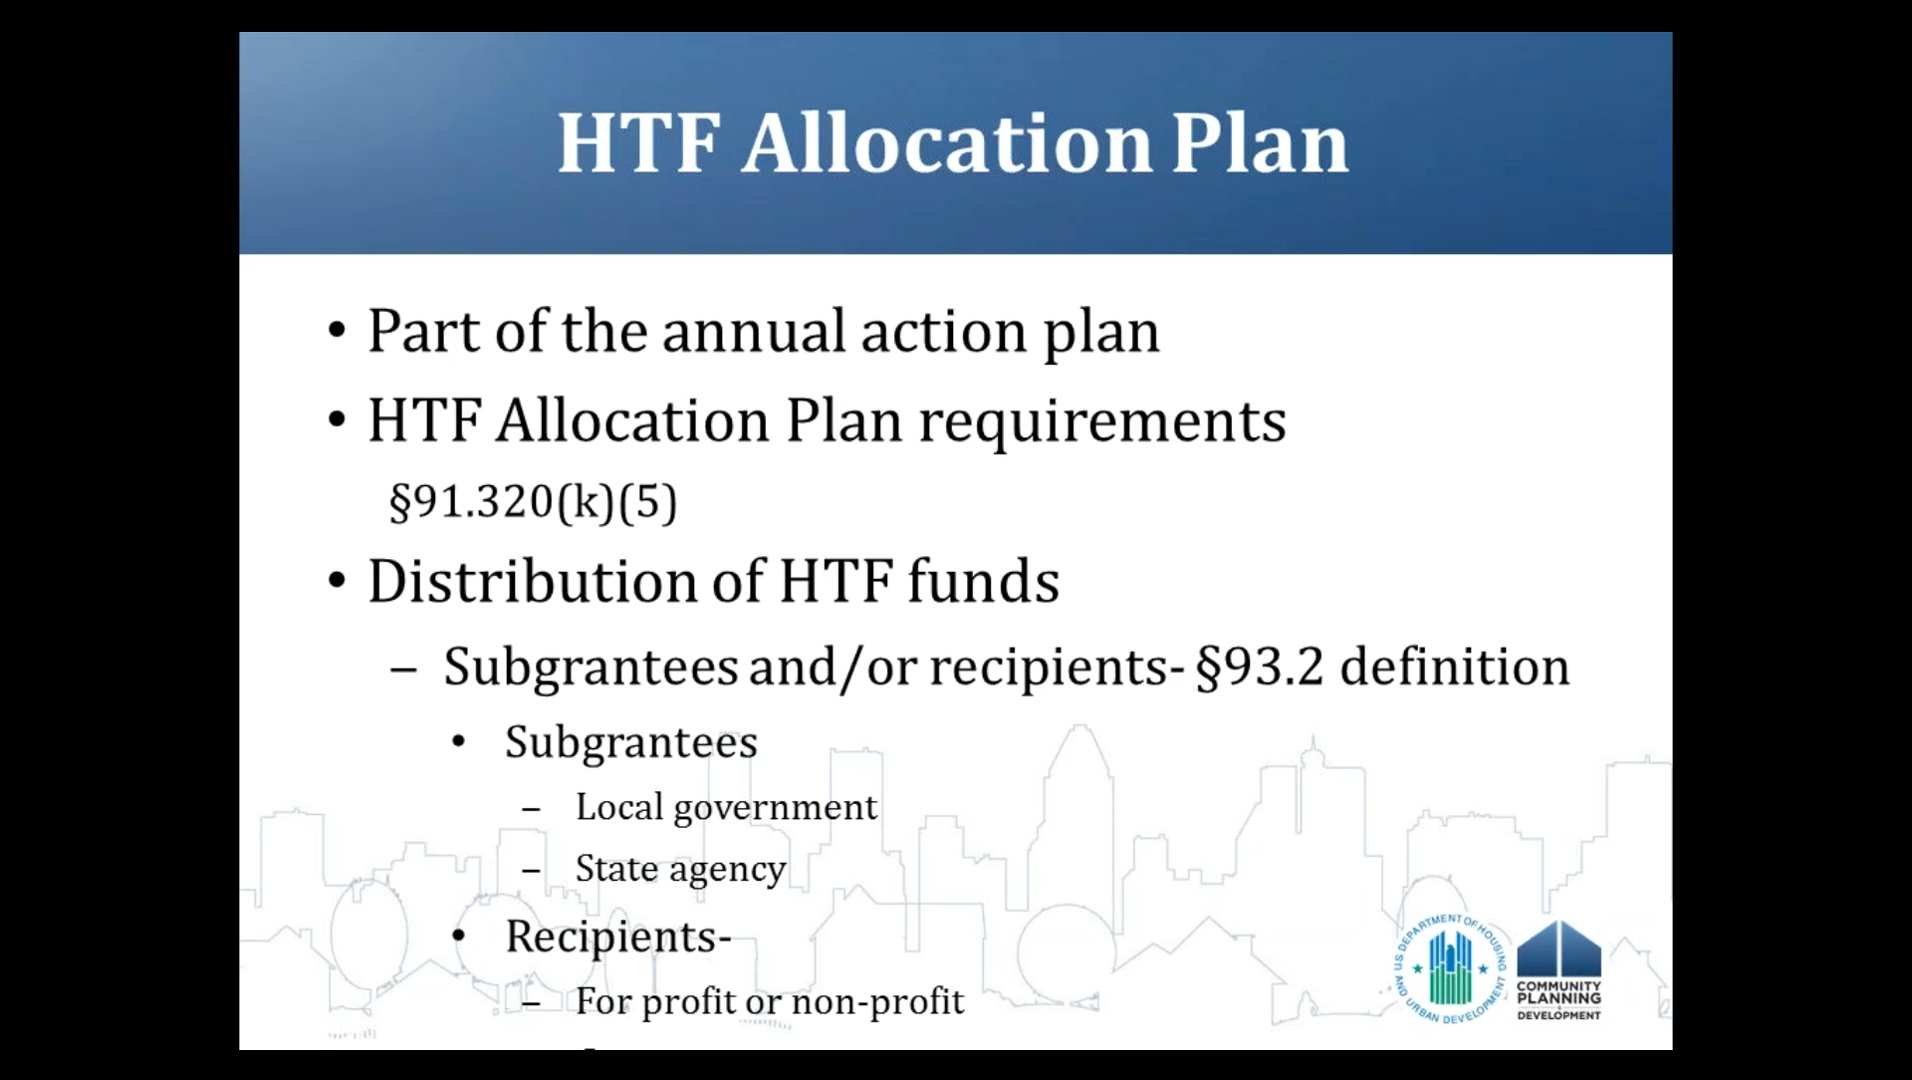 HTF Allocation Plan
• Part of the annual action plan
• HTF Allocation Plan requirements
§91.320(k)(5)
• Distribution of HTF funds
– Subgrantees and/or recipients- §93.2 definition
• Subgrantees
– Local government
– State agency
• Recipients-
– For profit or non-profit
U.S. DEPARTMENT OF HOUSING AND URBAN DEVELOPMENT
COMMUNITY
PLANNING
DEVELOPMENT